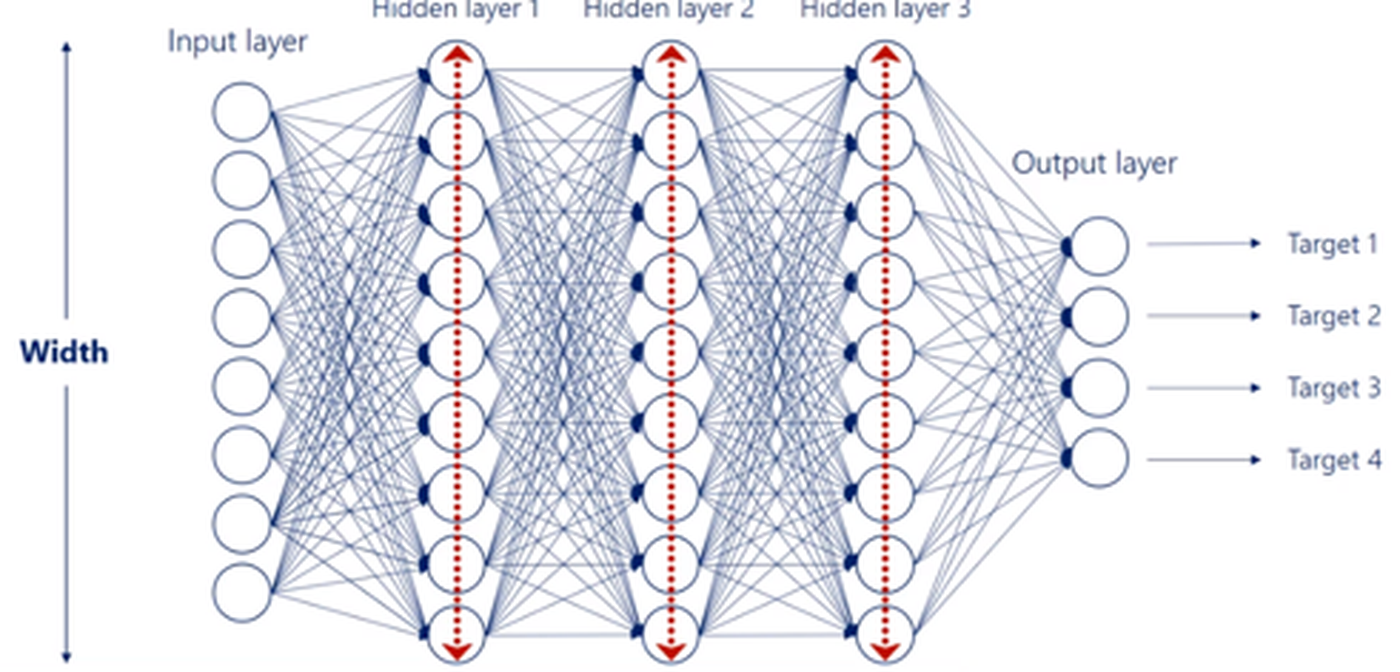 Hidden layer 1
Hidden layer 2
Hidden layer 3
Input layer
Output layer
Target 1
Target 2
Width
Target 3
Target 4